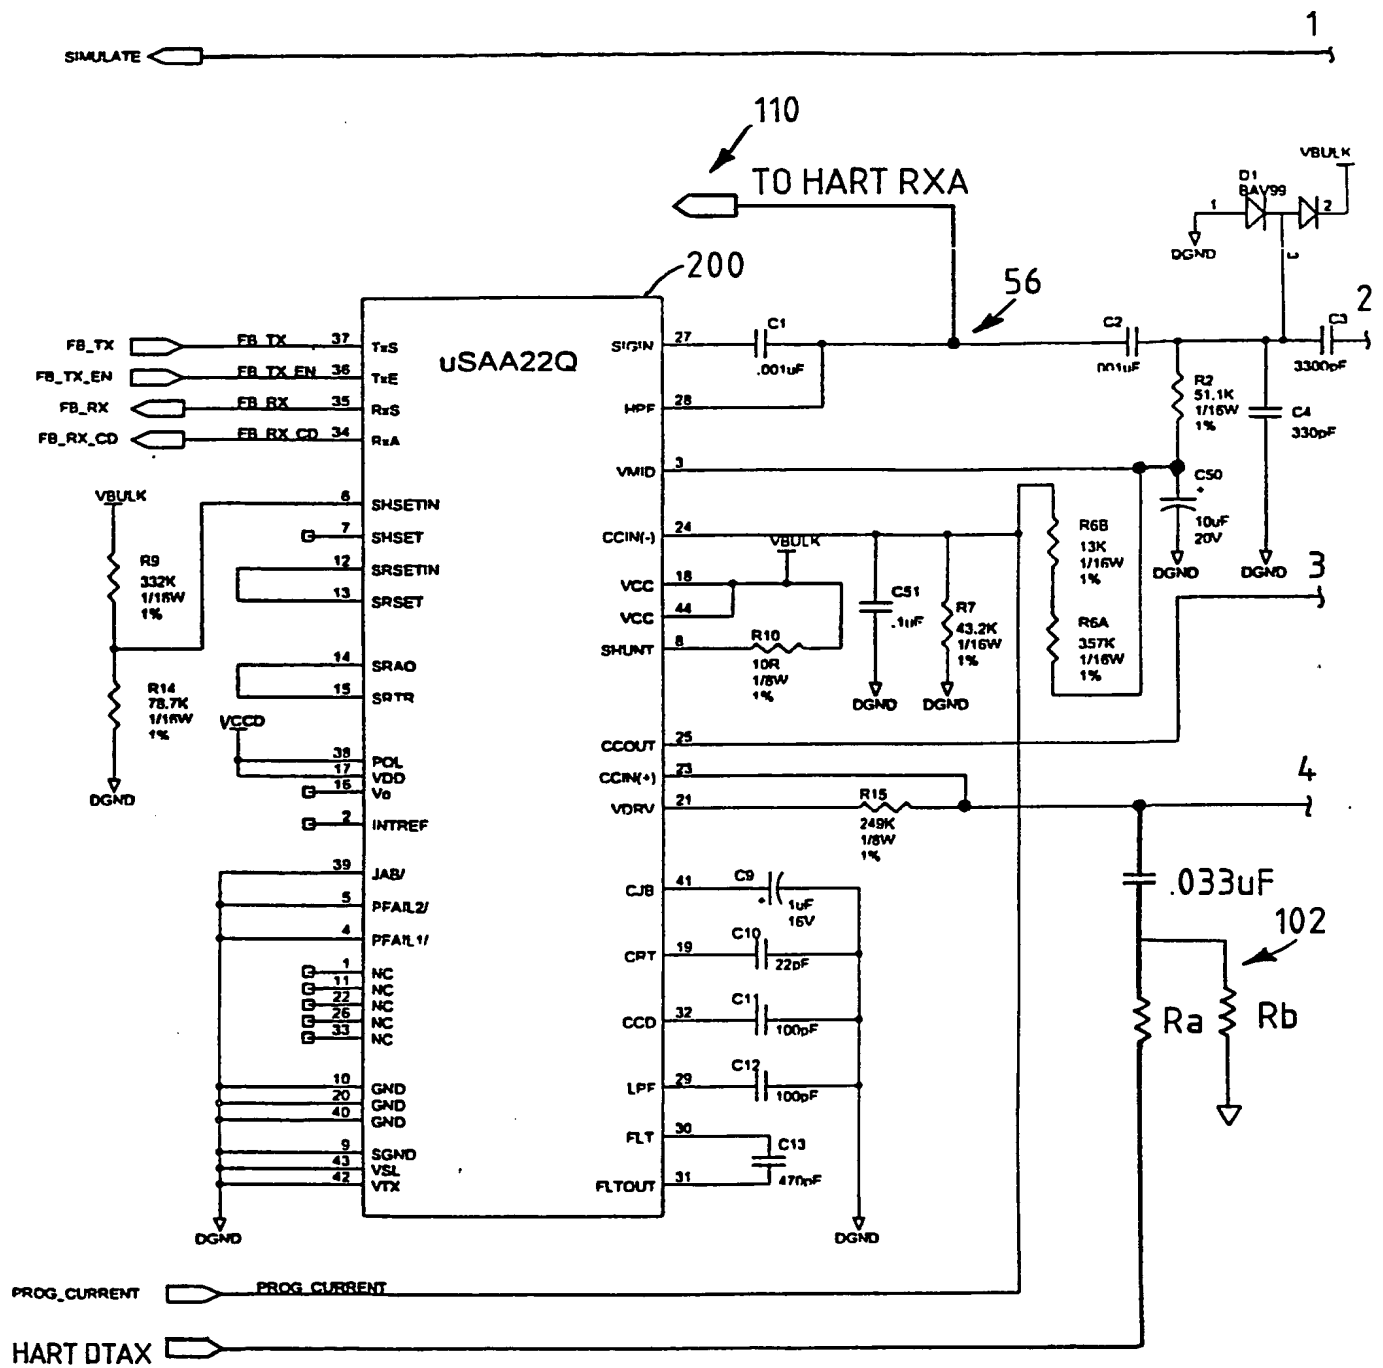 1
SIMULATE
110
TO HART RXA
VBULK
D1
BAV99
1
2
DGND
200
56
2
FB_TX
FB_TX
37
TxS
uSAA22Q
SIGIN
27
C1
.001uF
C2
.001uF
C3
3300pF
FB_TX_EN
FB_TX_EN
36
TxE
FB_RX
FB_RX
35
RxS
HPF
28
R2
51.1K
1/16W
1%
C4
330pF
FB_RX_CD
FB_RX_CD
34
RxA
VMID
3
C50
+
10uF
20V
DGND
DGND
VBULK
6
SHSETIN
7
SHSET
CCIN(-)
24
VBULK
R6B
13K
1/16W
1%
3
R9
332K
1/16W
1%
12
SRSETIN
13
SRSET
VCC
18
VCC
44
C51
.1uF
R7
43.2K
1/16W
1%
R6A
357K
1/16W
1%
SHUNT
8
R10
10R
1/8W
1%
DGND
DGND
14
SRAO
15
SRTR
R14
78.7K
1/16W
1%
VCCD
DGND
38
POL
17
VDD
16
Vo
2
INTREF
CCOUT
25
CCIN(+)
23
VDRV
21
R15
249K
1/8W
1%
4
39
JAB/
5
PFAIL2/
4
PFAIL1/
CJB
41
C9
+
1uF
16V
.033uF
102
1
NC
11
NC
22
NC
26
NC
33
NC
CRT
19
C10
22pF
CCD
32
C11
100pF
Ra
Rb
10
GND
20
GND
40
GND
LPF
29
C12
100pF
9
SGND
43
VSL
42
VTX
FLT
30
C13
470pF
FLTOUT
31
DGND
DGND
PROG_CURRENT
PROG_CURRENT
HART DTAX